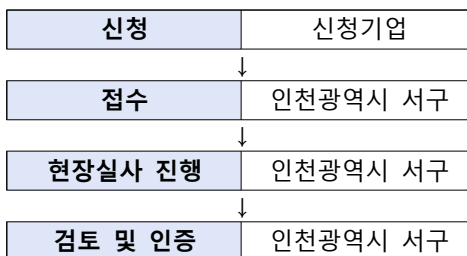 신청 신청기업
↓
접수 인천광역시 서구
↓
현장실사 진행 인천광역시 서구
↓
검토 및 인증 인천광역시 서구